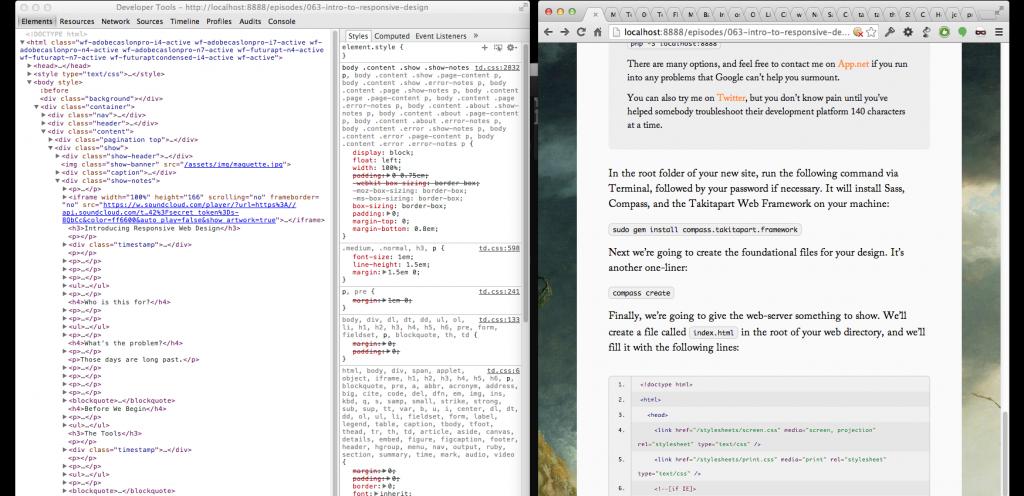 Developer Tools - http://localhost:8888/episodes/063-intro-to-responsive-design
Elements Resources Network Sources Timeline Profiles Audits Console
<!DOCTYPE html>
▼<html class="wf-adobecaslonpro-i4-active wf-adobecaslonpro-i7-active wf-
adobecaslonpro-n4-active wf-adobecaslonpro-n7-active wf-futurapt-n4-active
wf-futurapt-n7-active wf-futuraptcondensed-i4-active wf-active">
▶<head>…</head>
▶<style type="text/css">…</style>
▼<body style>
:before
<div class="background"></div>
▼<div class="container">
▶<div class="nav">…</div>
▶<div class="header">…</div>
▼<div class="content">
▶<div class="pagination top">…</div>
▼<div class="show">
▶<div class="show-header">…</div>
<img class="show-banner" src="/assets/img/maquette.jpg">
▶<div class="caption">…</div>
▼<div class="show-notes">
▶<p>…</p>
▶<iframe width="100%" height="166" scrolling="no" frameborder=
"no" src="https://w.soundcloud.com/player/?url=https%3A//
<h3>Introducing Responsive Web Design</h3>
<p></p>
▶<div class="timestamp">…</div>
▶<p>…</p>
▶<p>…</p>
▶<p>…</p>
▶<ul>…</ul>
▶<p>…</p>
<h4>Who is this for?</h4>
▶<p>…</p>
▶<p>…</p>
▶<ul>…</ul>
▶<p>…</p>
<h4>What's the problem?</h4>
<p>Those days are long past.</p>
▶<p>…</p>
▶<p>…</p>
▶<p>…</p>
▶<blockquote>…</blockquote>
<h4>Before We Begin</h4>
▶<ul>…</ul>
<h3>The Tools</h3>
<p></p>
▶<div class="timestamp">…</div>
▶<p>…</p>
▶<ul>…</ul>
▶<blockquote>…</blockquote>
Styles Computed Event Listeners »
element.style {
}
body .content .show .show-notes td.css:2032
p, body .content .show .page-content p,
body .content .show .error-notes p,
body .content .page .show-notes p, body
.content .page .page-content p, body
.content .page .error-notes p, body
.content .about .show-notes p, body
.content .about .page-content p, body
.content .about .error-notes p, body
.content .error .show-notes p, body
.content .error .page-content p, body
.content .error .error-notes p {
display: block;
float: left;
width: 100%;
padding:▶0 0.75em;
-webkit-box-sizing: border-box;
-moz-box-sizing: border-box;
-ms-box-sizing: border-box;
box-sizing: border-box;
padding:▶0;
margin-top: 0;
margin-bottom: 0.8em;
}
.medium, .normal, h3, p { td.css:598
font-size: 1em;
line-height: 1.5em;
margin:▶1.5em 0;
}
p, pre { td.css:241
margin:▶1em 0;
}
body, div, dl, dt, dd, ul, ol, td.css:133
li, h1, h2, h3, h4, h5, h6, pre, form,
fieldset, p, blockquote, th, td {
margin:▶0;
padding:▶0;
}
html, body, div, span, applet, td.css:6
object, iframe, h1, h2, h3, h4, h5, h6, p,
blockquote, pre, a, abbr, acronym, address,
big, cite, code, del, dfn, em, img, ins,
kbd, q, s, samp, small, strike, strong,
sub, sup, tt, var, b, u, i, center, dl, dt,
dd, ol, ul, li, fieldset, form, label,
legend, table, caption, tbody, tfoot,
thead, tr, th, td, article, aside, canvas,
details, embed, figure, figcaption, footer,
header, hgroup, menu, nav, output, ruby,
section, summary, time, mark, audio, video
{
margin:▶0;
padding:▶0;
border:▶0;
font:▶inherit;
localhost:8888/episodes/063-intro-to-responsive-de…
php -S localhost:8888
There are many options, and feel free to contact me on App.net if you run
into any problems that Google can't help you surmount.
You can also try me on Twitter, but you don't know pain until you've
helped somebody troubleshoot their development platform 140 characters
at a time.
In the root folder of your new site, run the following command via
Terminal, followed by your password if necessary. It will install Sass,
Compass, and the Takitapart Web Framework on your machine:
sudo gem install compass.takitapart.framework
Next we're going to create the foundational files for your design. It's
another one-liner:
compass create
Finally, we're going to give the web-server something to show. We'll
create a file called index.html in the root of your web directory, and we'll
fill it with the following lines:
1. <!doctype html>
2. <html>
3. <head>
4. <link href="/stylesheets/screen.css" media="screen, projection"
rel="stylesheet" type="text/css" />
5. <link href="/stylesheets/print.css" media="print" rel="stylesheet"
type="text/css" />
6. <!--[if IE]>